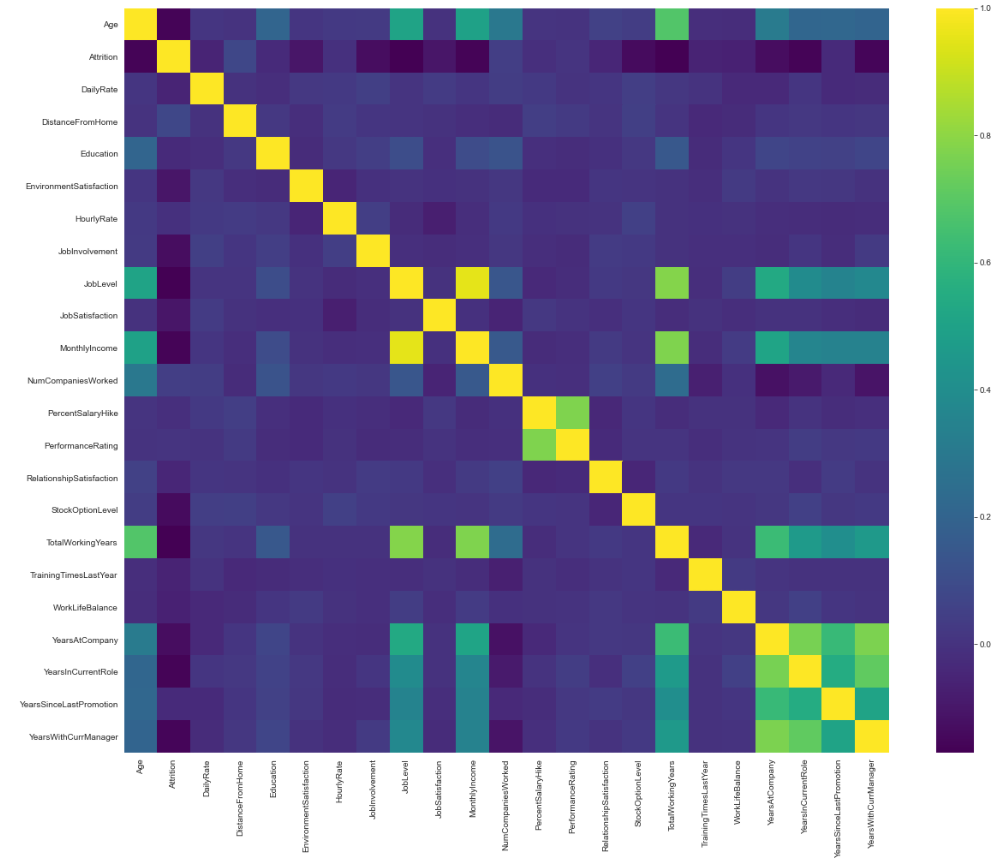 Age
Attrition
DailyRate
DistanceFromHome
Education
EnvironmentSatisfaction
HourlyRate
JobInvolvement
JobLevel
JobSatisfaction
MonthlyIncome
NumCompaniesWorked
PercentSalaryHike
PerformanceRating
RelationshipSatisfaction
StockOptionLevel
TotalWorkingYears
TrainingTimesLastYear
WorkLifeBalance
YearsAtCompany
YearsInCurrentRole
YearsSinceLastPromotion
YearsWithCurrManager
Age
Attrition
DailyRate
DistanceFromHome
Education
EnvironmentSatisfaction
HourlyRate
JobInvolvement
JobLevel
JobSatisfaction
MonthlyIncome
NumCompaniesWorked
PercentSalaryHike
PerformanceRating
RelationshipSatisfaction
StockOptionLevel
TotalWorkingYears
TrainingTimesLastYear
WorkLifeBalance
YearsAtCompany
YearsInCurrentRole
YearsSinceLastPromotion
YearsWithCurrManager
1.0
0.8
0.6
0.4
0.2
0.0